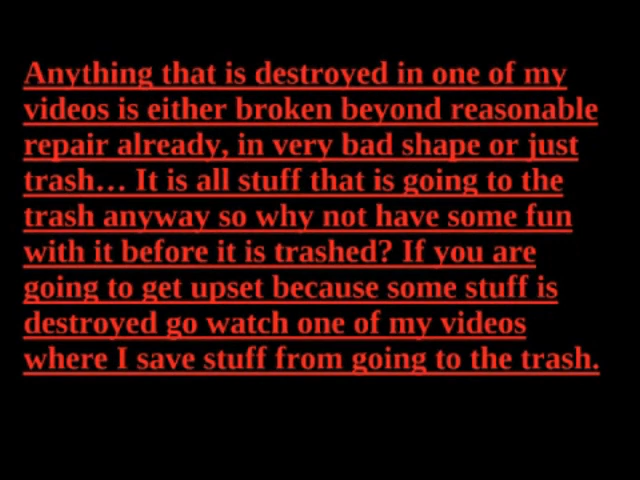 Anything that is destroyed in one of my
videos is either broken beyond reasonable
repair already, in very bad shape or just
trash… It is all stuff that is going to the
trash anyway so why not have some fun
with it before it is trashed? If you are
going to get upset because some stuff is
destroyed go watch one of my videos
where I save stuff from going to the trash.